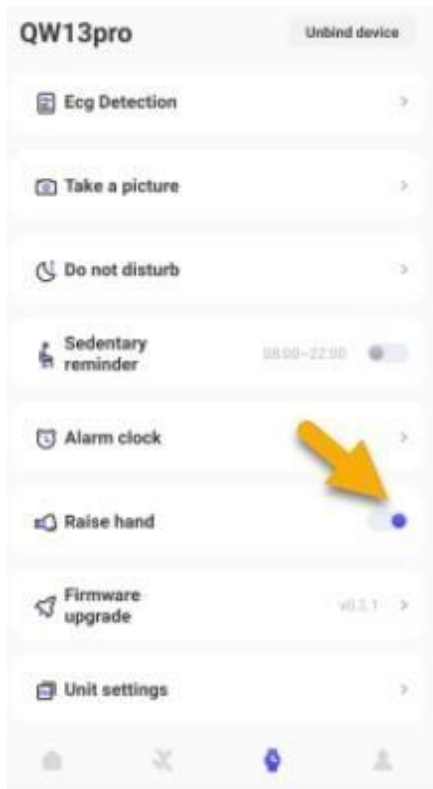 QW13pro
Unbind device
Ecg Detection
Take a picture
Do not disturb
Sedentary
reminder
08:00~22:00
Alarm clock
Raise hand
Firmware
upgrade
Unit settings